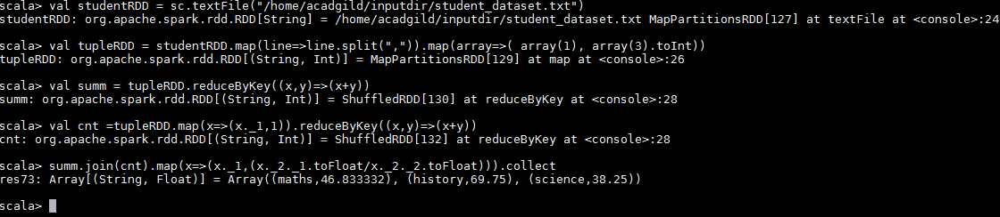 scala> val studentRDD = sc.textFile("/home/acadgild/inputdir/student_dataset.txt")
studentRDD: org.apache.spark.rdd.RDD[String] = /home/acadgild/inputdir/student_dataset.txt MapPartitionsRDD[127] at textFile at <console>:24
scala> val tupleRDD = studentRDD.map(line=>line.split(",")).map(array=>( array(1), array(3).toInt))
tupleRDD: org.apache.spark.rdd.RDD[(String, Int)] = MapPartitionsRDD[129] at map at <console>:26
scala> val summ = tupleRDD.reduceByKey((x,y)=>(x+y))
summ: org.apache.spark.rdd.RDD[(String, Int)] = ShuffledRDD[130] at reduceByKey at <console>:28
scala> val cnt =tupleRDD.map(x=>(x._1,1)).reduceByKey((x,y)=>(x+y))
cnt: org.apache.spark.rdd.RDD[(String, Int)] = ShuffledRDD[132] at reduceByKey at <console>:28
scala> summ.join(cnt).map(x=>(x._1,(x._2._1.toFloat/x._2._2.toFloat))).collect
res73: Array[(String, Float)] = Array((maths,46.833332), (history,69.75), (science,38.25))
scala>